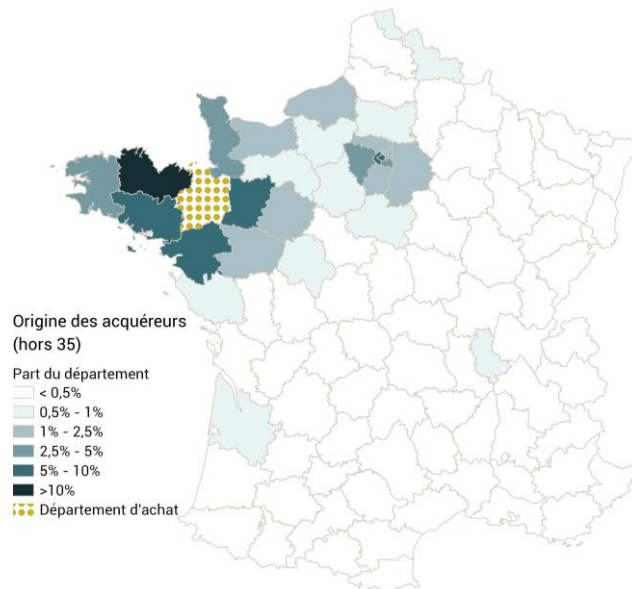 Origine des acquéreurs
(hors 35)
Part du département
< 0,5%
0,5% - 1%
1% - 2,5%
2,5% - 5%
5% - 10%
>10%
Département d'achat